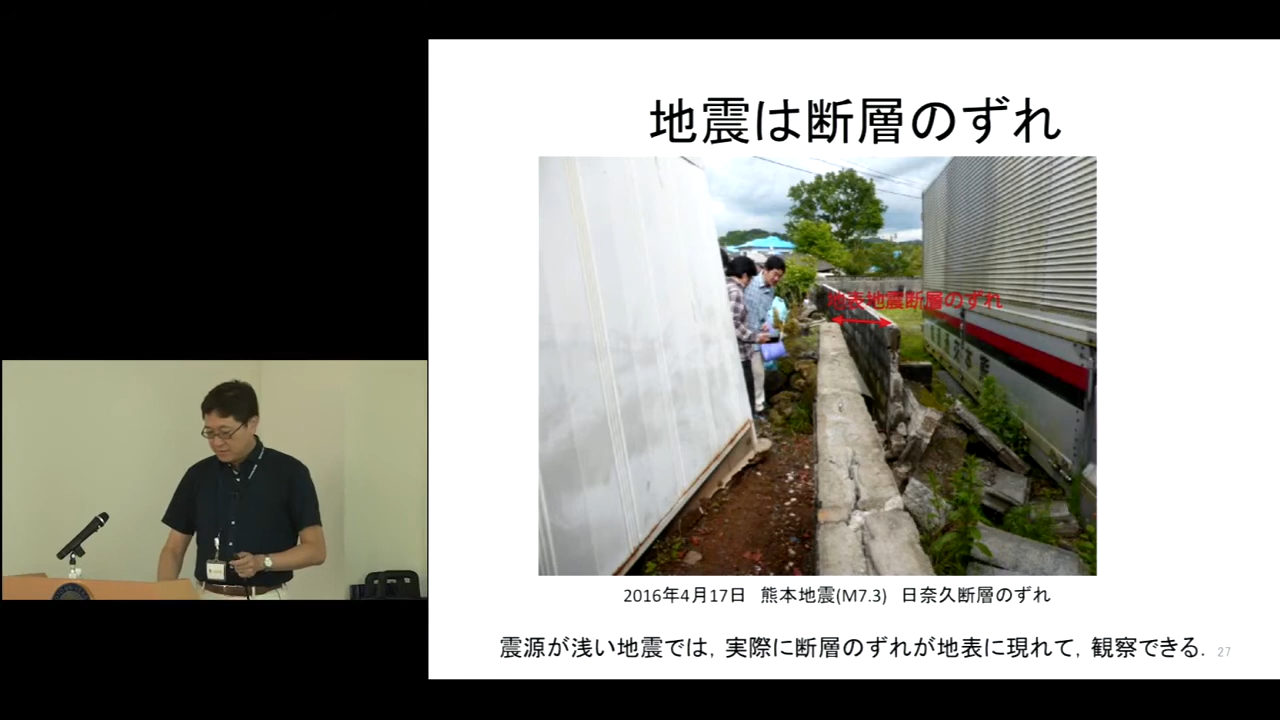 地震は断層のずれ
地表地震断層のずれ
2016年4月17日 熊本地震(M7.3) 日奈久断層のずれ
震源が浅い地震では，実際に断層のずれが地表に現れて，観察できる．
27